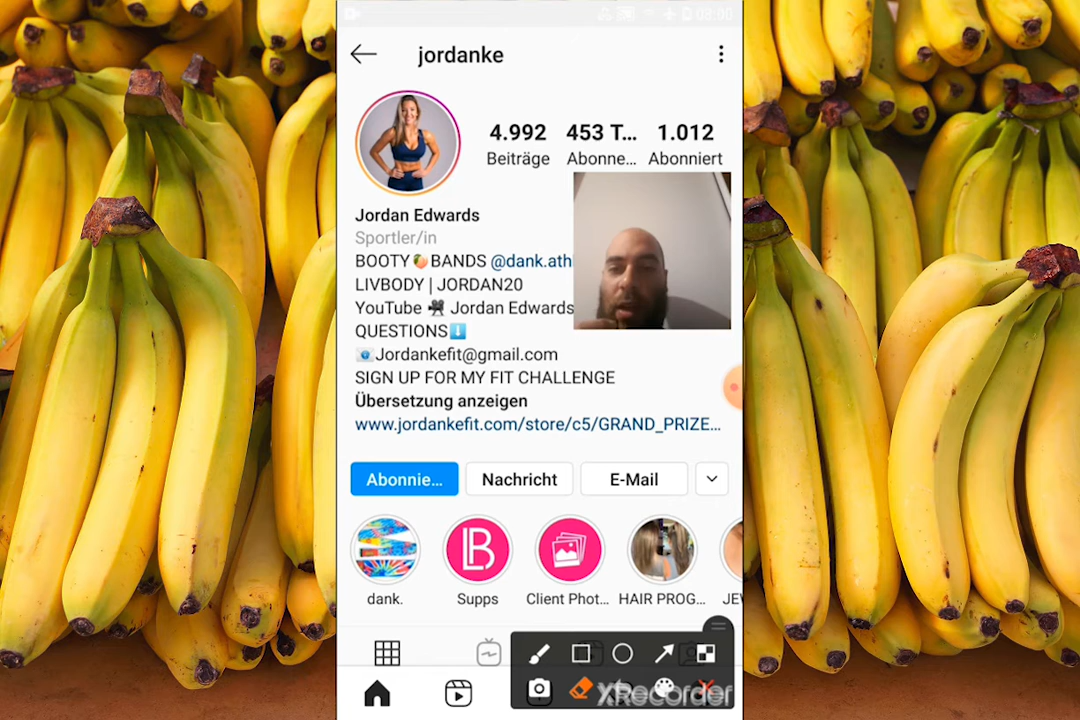 jordanke
4.992 453 T... 1.012
Beiträge Abonne... Abonniert
Jordan Edwards
Sportler/in
BOOTY🍑BANDS @dank.ath
LIVBODY | JORDAN20
YouTube 🎥 Jordan Edwards
QUESTIONS⬇️
📧Jordankefit@gmail.com
SIGN UP FOR MY FIT CHALLENGE
Übersetzung anzeigen
www.jordankefit.com/store/c5/GRAND_PRIZE...
Abonnie... Nachricht E-Mail
dank. Supps Client Phot... HAIR PROG... JEW
XRecorder